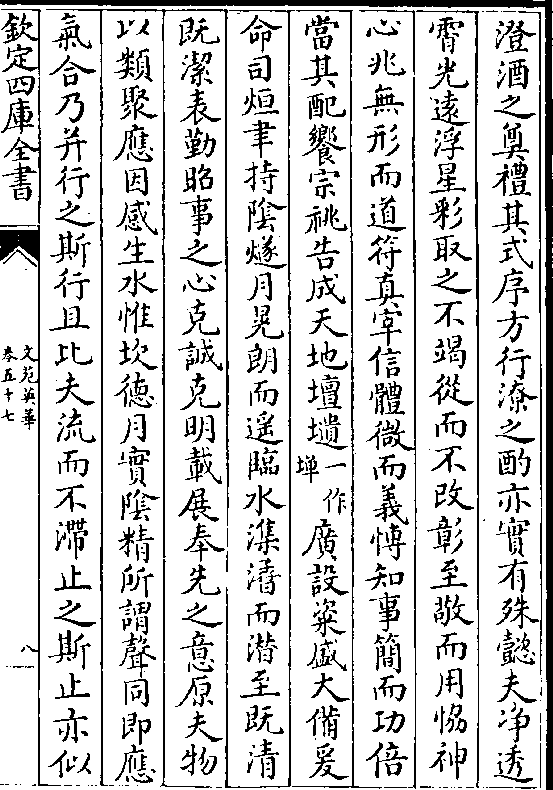 澄酒之奠禮其式序方行潦之酌亦實有殊懿夫净透
霄光遠浮星彩取之不竭從而不改彰至敬而用恊神
心兆無形而道符真宰信體微而義愽知事簡而功倍
當其配饗宗祧告成天地壇壝一作墠廣設粢盛大備爰
命司烜聿持陰燧月晃朗而遥臨水潗㵫而潜至既清
既潔表勤昭事之心克誠克明載展奉先之意原夫物
以類聚應因感生水惟坎德月實陰精所謂聲同即應
氣合乃并行之斯行且比夫流而不滯止之斯止亦似
欽定四庫全書
文苑英華
卷五十七
八